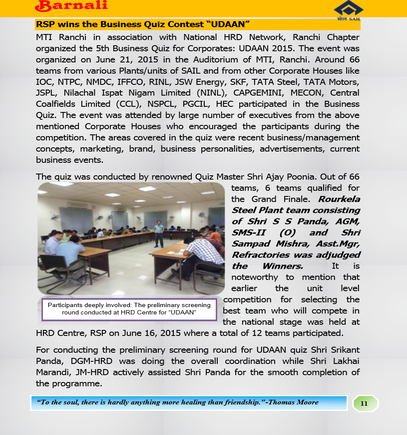 Barnali
सेल SAIL
RSP wins the Business Quiz Contest “UDAAN”
MTI Ranchi in association with National HRD Network, Ranchi Chapter
organized the 5th Business Quiz for Corporates: UDAAN 2015. The event was
organized on June 21, 2015 in the Auditorium of MTI, Ranchi. Around 66
teams from various Plants/units of SAIL and from other Corporate Houses like
IOC, NTPC, NMDC, IFFCO, RINL, JSW Energy, SKF, TATA Steel, TATA Motors,
JSPL, Nilachal Ispat Nigam Limited (NINL), CAPGEMINI, MECON, Central
Coalfields Limited (CCL), NSPCL, PGCIL, HEC participated in the Business
Quiz. The event was attended by large number of executives from the above
mentioned Corporate Houses who encouraged the participants during the
competition. The areas covered in the quiz were recent business/management
concepts, marketing, brand, business personalities, advertisements, current
business events.
The quiz was conducted by renowned Quiz Master Shri Ajay Poonia. Out of 66
teams, 6 teams qualified for
the Grand Finale. Rourkela
Steel Plant team consisting
of Shri S S Panda, AGM,
SMS-II (O) and Shri
Sampad Mishra, Asst.Mgr,
Refractories was adjudged
the Winners. It is
noteworthy to mention that
earlier the unit level
competition for selecting the
best team who will compete in
the national stage was held at
Participants deeply involved: The preliminary screening
round conducted at HRD Centre for “UDAAN”
HRD Centre, RSP on June 16, 2015 where a total of 12 teams participated.
For conducting the preliminary screening round for UDAAN quiz Shri Srikant
Panda, DGM-HRD was doing the overall coordination while Shri Lakhai
Marandi, JM-HRD actively assisted Shri Panda for the smooth completion of
the programme.
“To the soul, there is hardly anything more healing than friendship.”-Thomas Moore
11